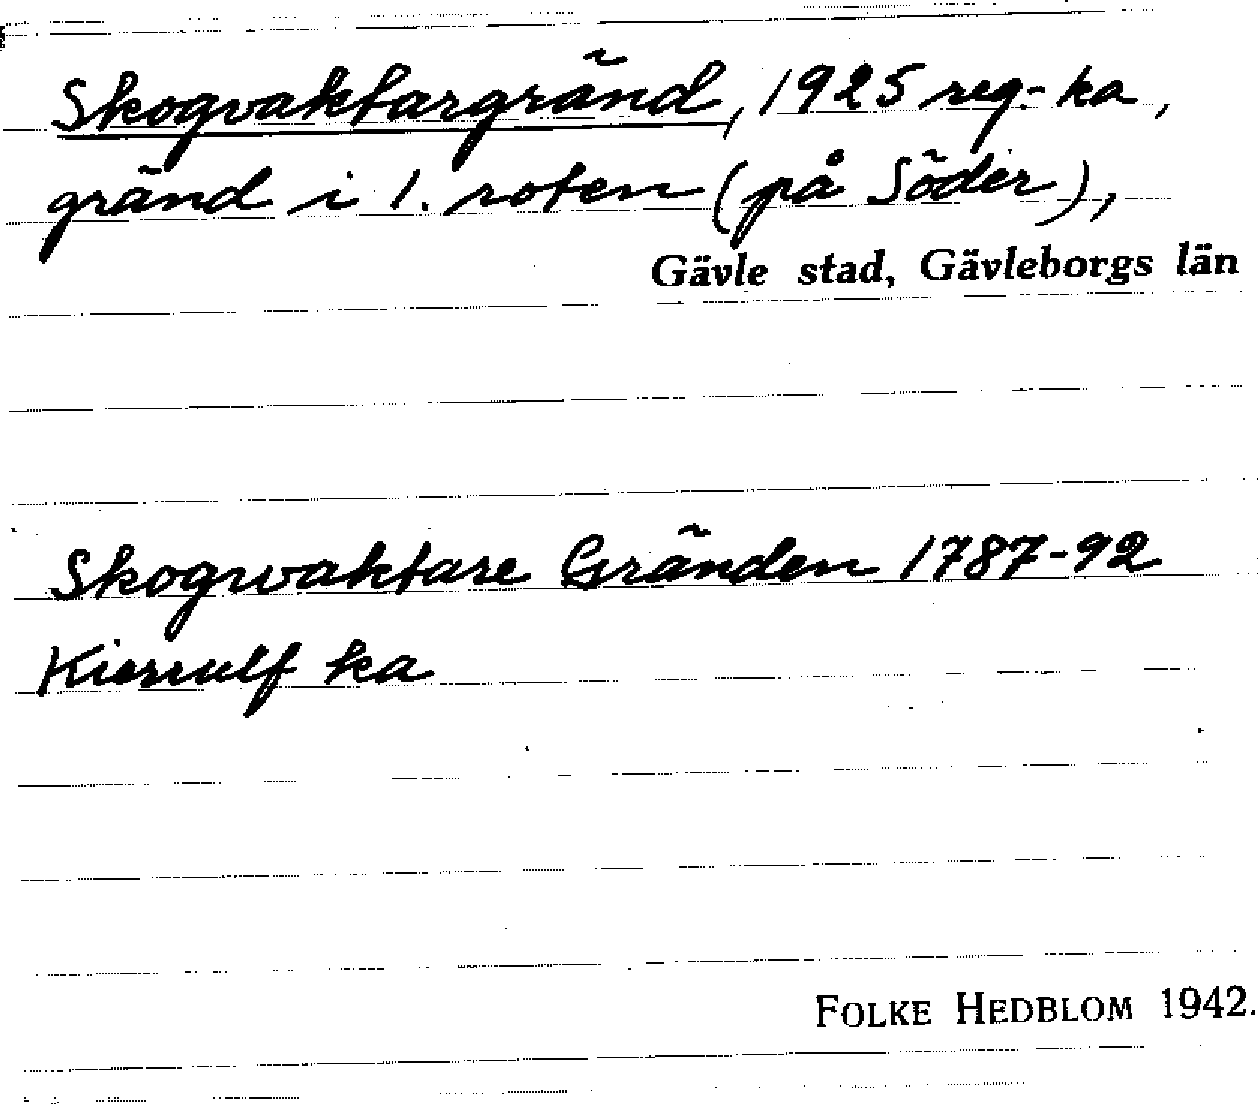 Skogvaktargränd, 1925 reg.-ka,
gränd i 1. roten (på Söder),
Gävle stad, Gävleborgs län
Skogwaktare Gränden 1787-92
Kierrulf ka
FOLKE HEDBLOM 1942.